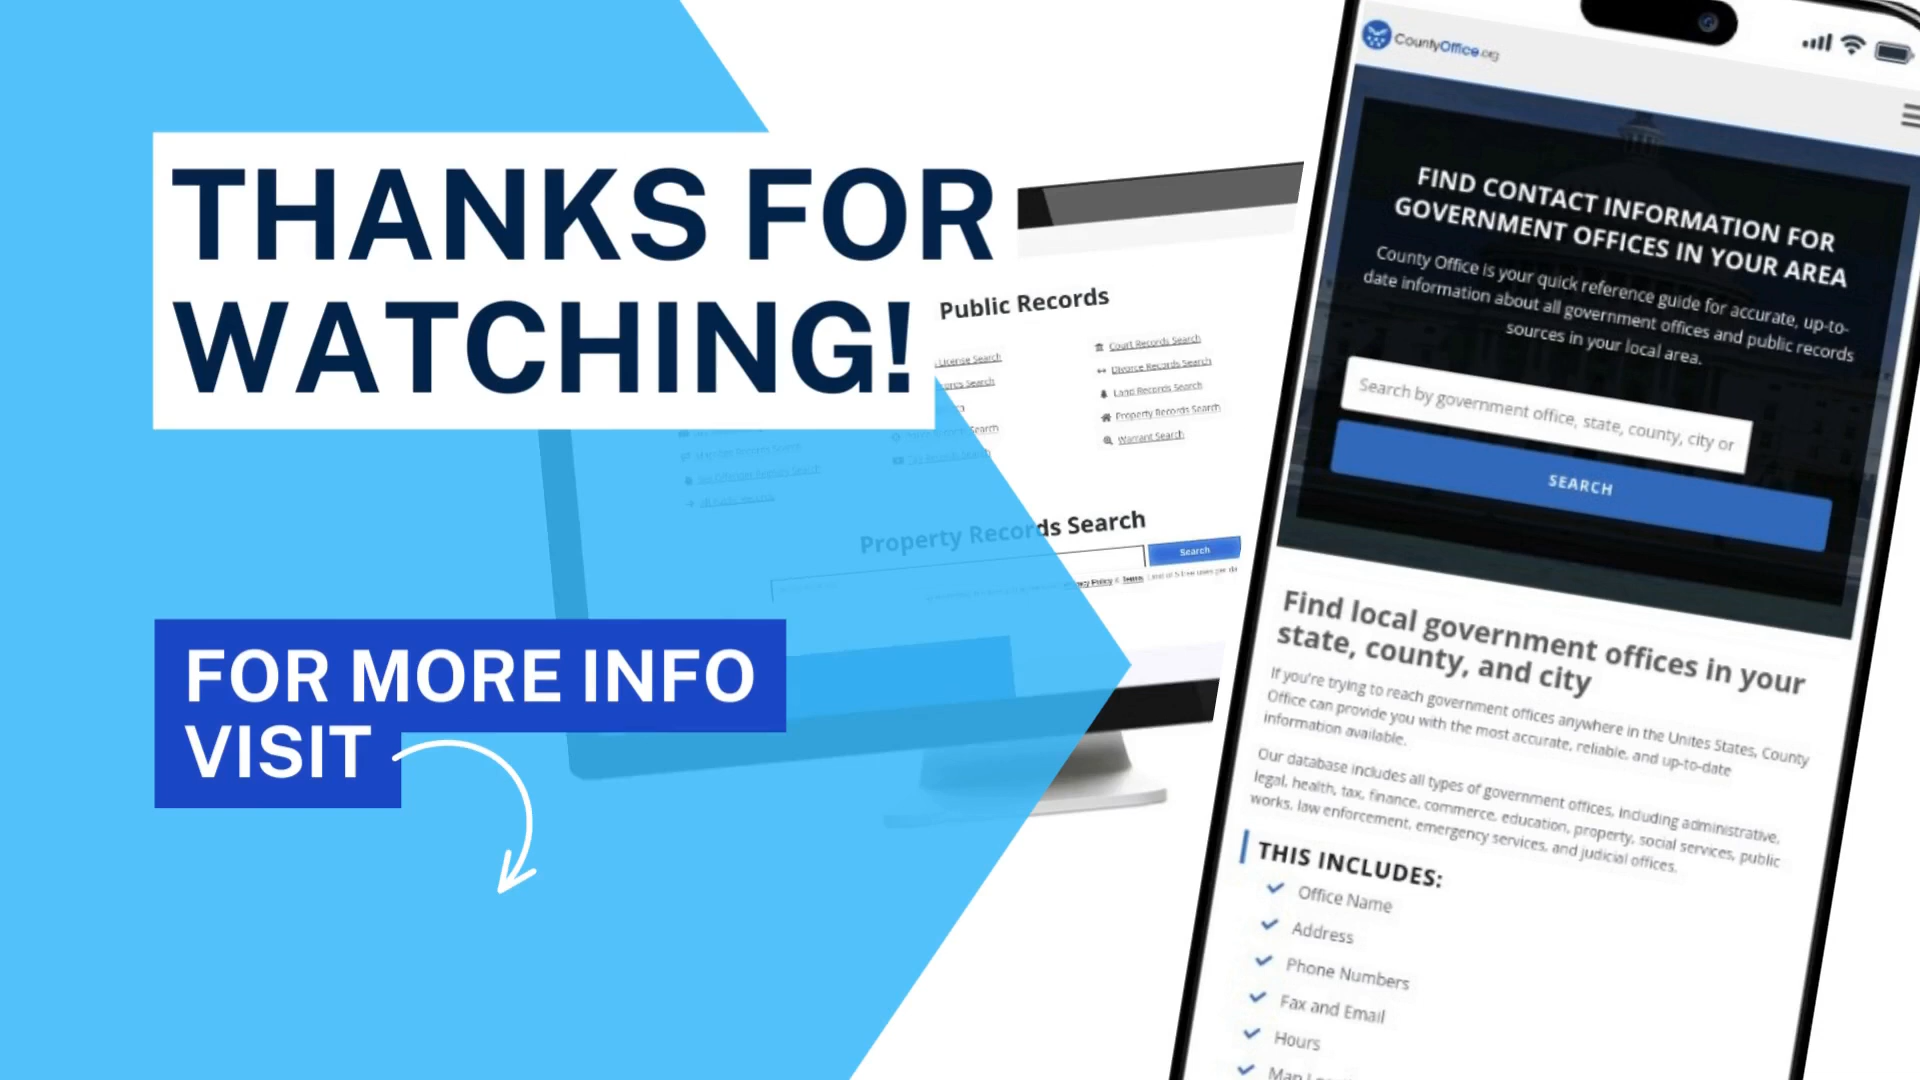 THANKS FOR
WATCHING!
FOR MORE INFO
VISIT
Public Records
License Search
Search
Search
Court Records Search
Divorce Records Search
Land Records Search
Property Records Search
Warrant Search
Property Records Search
Search
Policy & Terms
CountyOffice.org
FIND CONTACT INFORMATION FOR
GOVERNMENT OFFICES IN YOUR AREA
County Office is your quick reference guide for accurate, up-to-
date information about all government offices and public records
sources in your local area.
Search by government office, state, county, city or
SEARCH
Find local government offices in your
state, county, and city
If you're trying to reach government offices anywhere in the Unites States, County
Office can provide you with the most accurate, reliable, and up-to-date
information available.
Our database includes all types of government offices, including administrative,
legal, health, tax, finance, commerce, education, property, social services, public
works, law enforcement, emergency services, and judicial offices.
THIS INCLUDES:
Office Name
Address
Phone Numbers
Fax and Email
Hours
Map